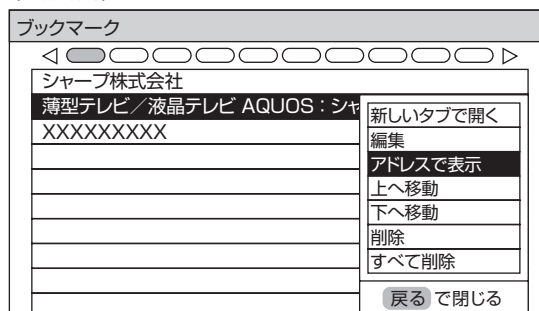 ブックマーク
シャープ株式会社
薄型テレビ／液晶テレビ AQUOS：シャ
XXXXXXXXX
新しいタブで開く
編集
アドレスで表示
上へ移動
下へ移動
削除
すべて削除
戻る で閉じる